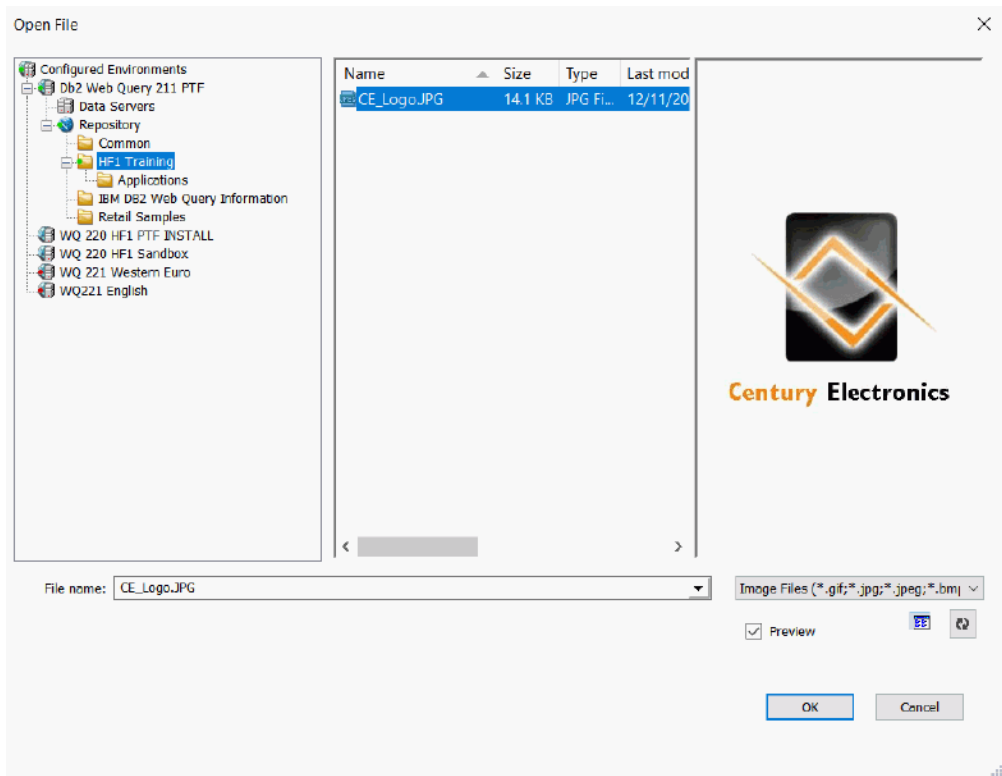 Open File
Configured Environments
Db2 Web Query 211 PTF
Data Servers
Repository
Common
HF1 Training
Applications
IBM DB2 Web Query Information
Retail Samples
WQ 220 HF1 PTF INSTALL
WQ 220 HF1 Sandbox
WQ 221 Western Euro
WQ221 English
Name Size Type Last mod
CE_Logo.JPG 14.1 KB JPG Fi... 12/11/20
Century Electronics
File name: CE_Logo.JPG
Image Files (*.gif;*.jpg;*.jpeg;*.bmp
Preview
OK Cancel